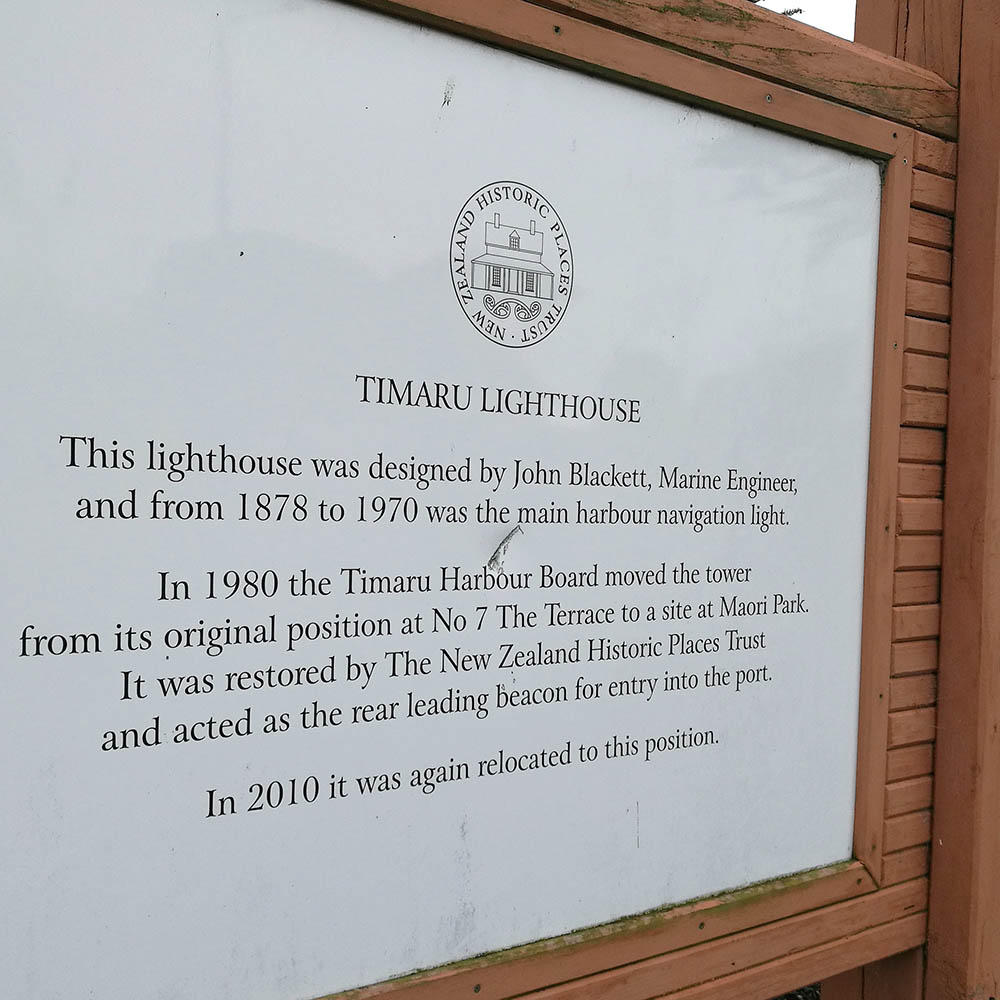 NEW ZEALAND HISTORIC PLACES TRUST ·
TIMARU LIGHTHOUSE
This lighthouse was designed by John Blackett, Marine Engineer,
and from 1878 to 1970 was the main harbour navigation light.
In 1980 the Timaru Harbour Board moved the tower
from its original position at No 7 The Terrace to a site at Maori Park.
It was restored by The New Zealand Historic Places Trust
and acted as the rear leading beacon for entry into the port.
In 2010 it was again relocated to this position.